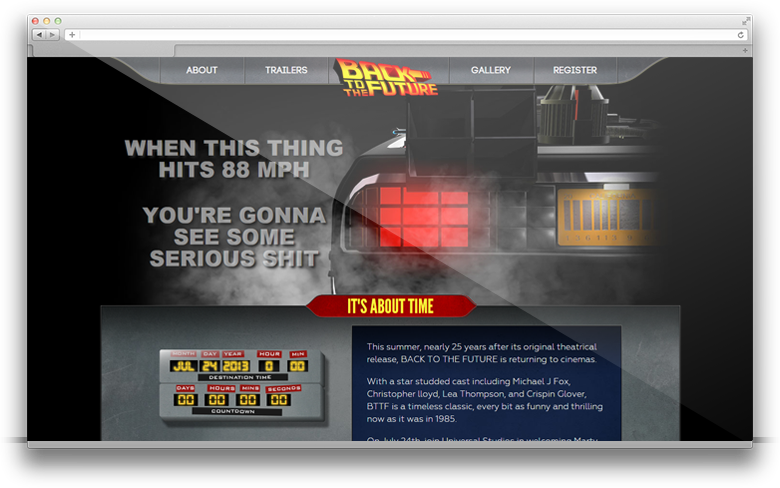 ABOUT
TRAILERS
BACK
TO
THE FUTURE
GALLERY
REGISTER
WHEN THIS THING
HITS 88 MPH
YOU'RE GONNA
SEE SOME
SERIOUS SHIT
IT'S ABOUT TIME
MONTH DAY YEAR HOUR MIN
JUL 24 2013 0 00
DESTINATION TIME
DAYS HOURS MINS SECONDS
00 00 00 00
COUNTDOWN
This summer, nearly 25 years after its original theatrical
release, BACK TO THE FUTURE is returning to cinemas.
With a star studded cast including Michael J Fox,
Christopher lloyd, Lea Thompson, and Crispin Glover,
BTTF is a timeless classic, every bit as funny and thrilling
now as it was in 1985.
On July 24th, join Universal Studios in welcoming Marty